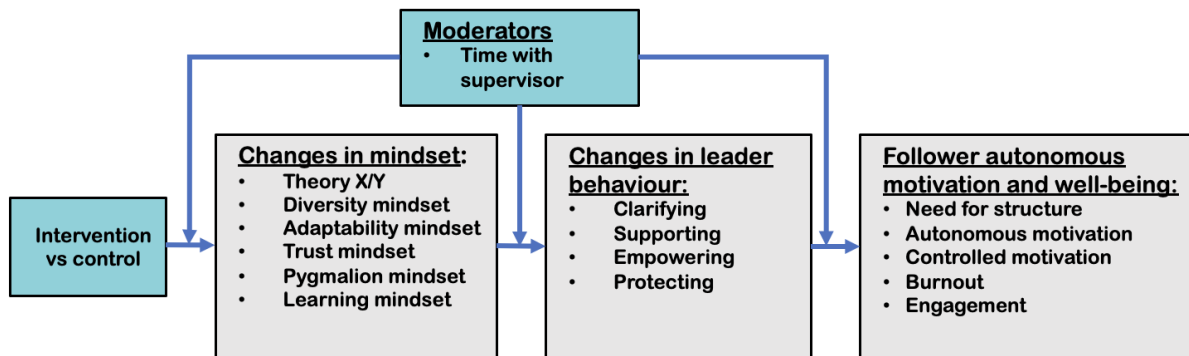 Moderators
• Time with
supervisor
Intervention
vs control
Changes in mindset:
• Theory X/Y
• Diversity mindset
• Adaptability mindset
• Trust mindset
• Pygmalion mindset
• Learning mindset
Changes in leader
behaviour:
• Clarifying
• Supporting
• Empowering
• Protecting
Follower autonomous
motivation and well-being:
• Need for structure
• Autonomous motivation
• Controlled motivation
• Burnout
• Engagement